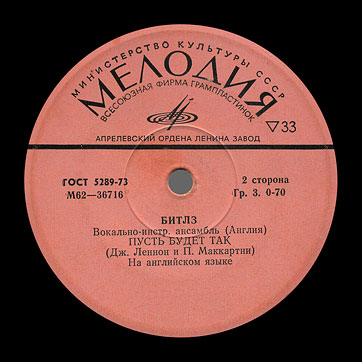 МИНИСТЕРСТВО КУЛЬТУРЫ СССР
МЕЛОДИЯ
ВСЕСОЮЗНАЯ ФИРМА ГРАМПЛАСТИНОК
▽33
АПРЕЛЕВСКИЙ ОРДЕНА ЛЕНИНА ЗАВОД
ГОСТ 5289-73
М62—36716
2 сторона
Гр. 3. 0-70
БИТЛЗ
Вокально-инстр. ансамбль (Англия)
ПУСТЬ БУДЕТ ТАК
(Дж. Леннон и П. Маккартни)
На английском языке